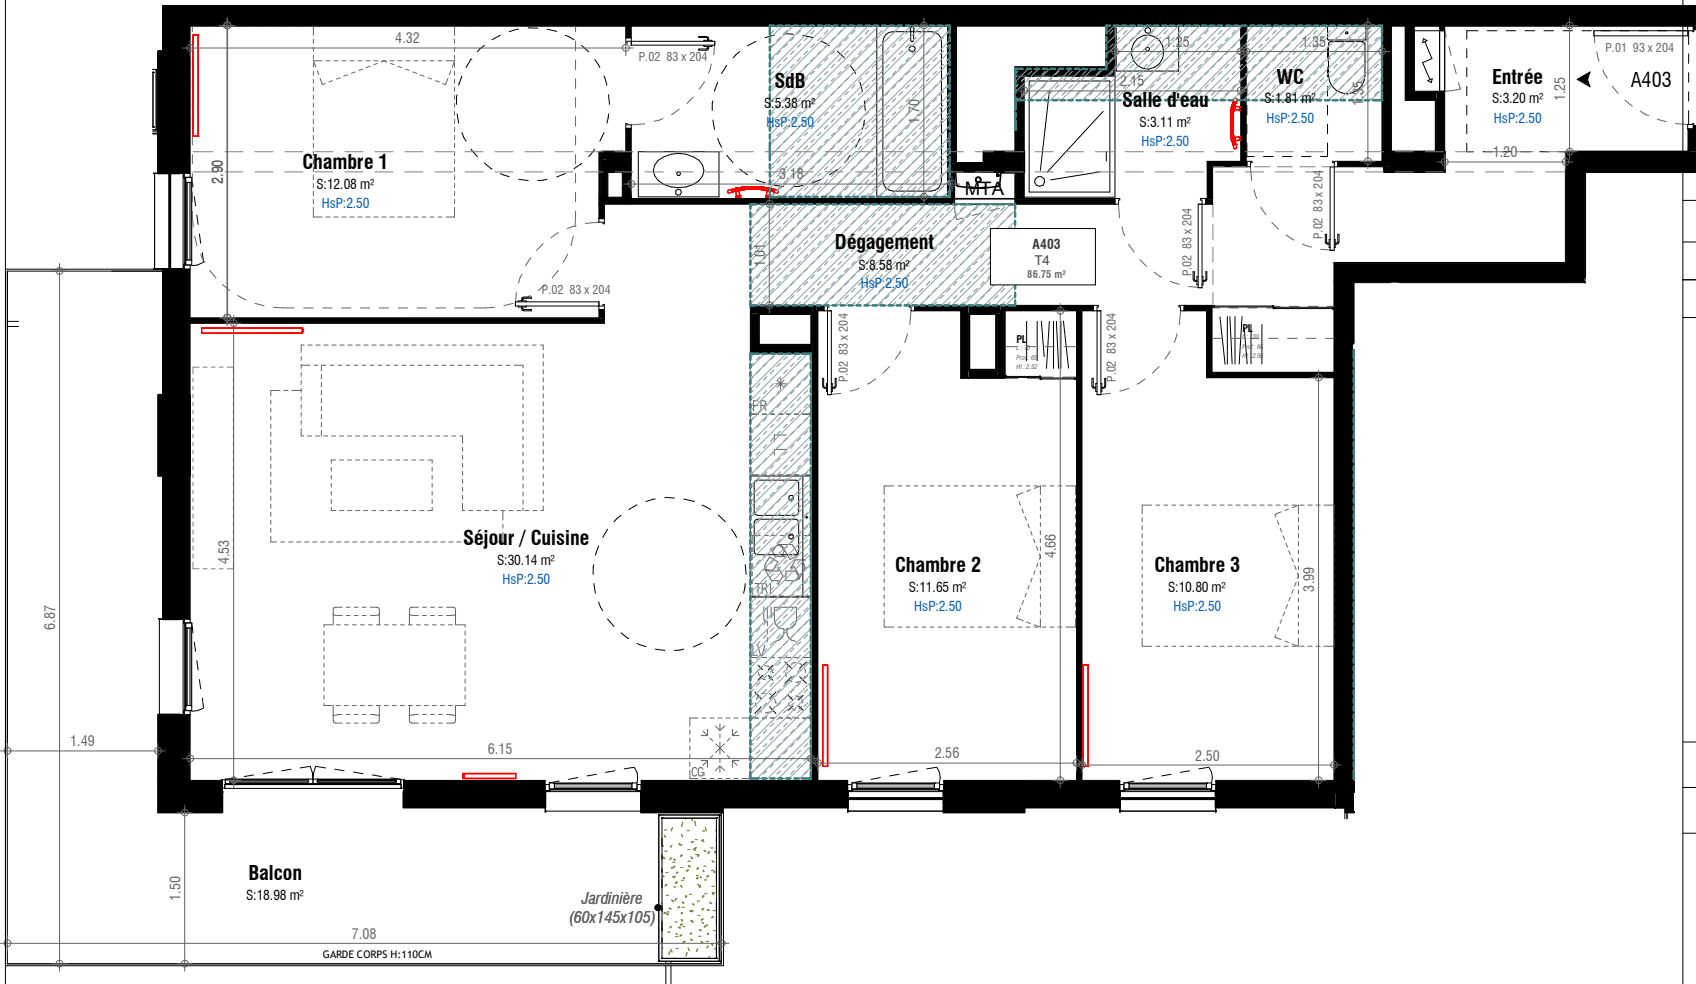 4.32
2.90
Chambre 1
S:12.08 m²
HsP:2.50
P.02 83 x 204
P.02 83 x 204
SdB
S:5.38 m²
HsP:2.50
1.70
3.18
MTA
1.25
2.15
Salle d'eau
S:3.11 m²
HsP:2.50
1.35
WC
S:1.81 m²
HsP:2.50
1.35
P.02 83 x 204
P.02 83 x 204
Entrée
S:3.20 m²
HsP:2.50
1.25
1.20
P.01 93 x 204
A403
Dégagement
S:8.58 m²
HsP:2.50
1.01
A403
T4
86.75 m²
P.02 83 x 204
P.02 83 x 204
PL
Ht: 2.52
PL
FR
TRI
LV
CG
Séjour / Cuisine
S:30.14 m²
HsP:2.50
4.53
6.15
Chambre 2
S:11.65 m²
HsP:2.50
4.66
2.56
Chambre 3
S:10.80 m²
HsP:2.50
3.99
2.50
6.87
1.49
1.50
Balcon
S:18.98 m²
Jardinière
(60x145x105)
7.08
GARDE CORPS H:110CM